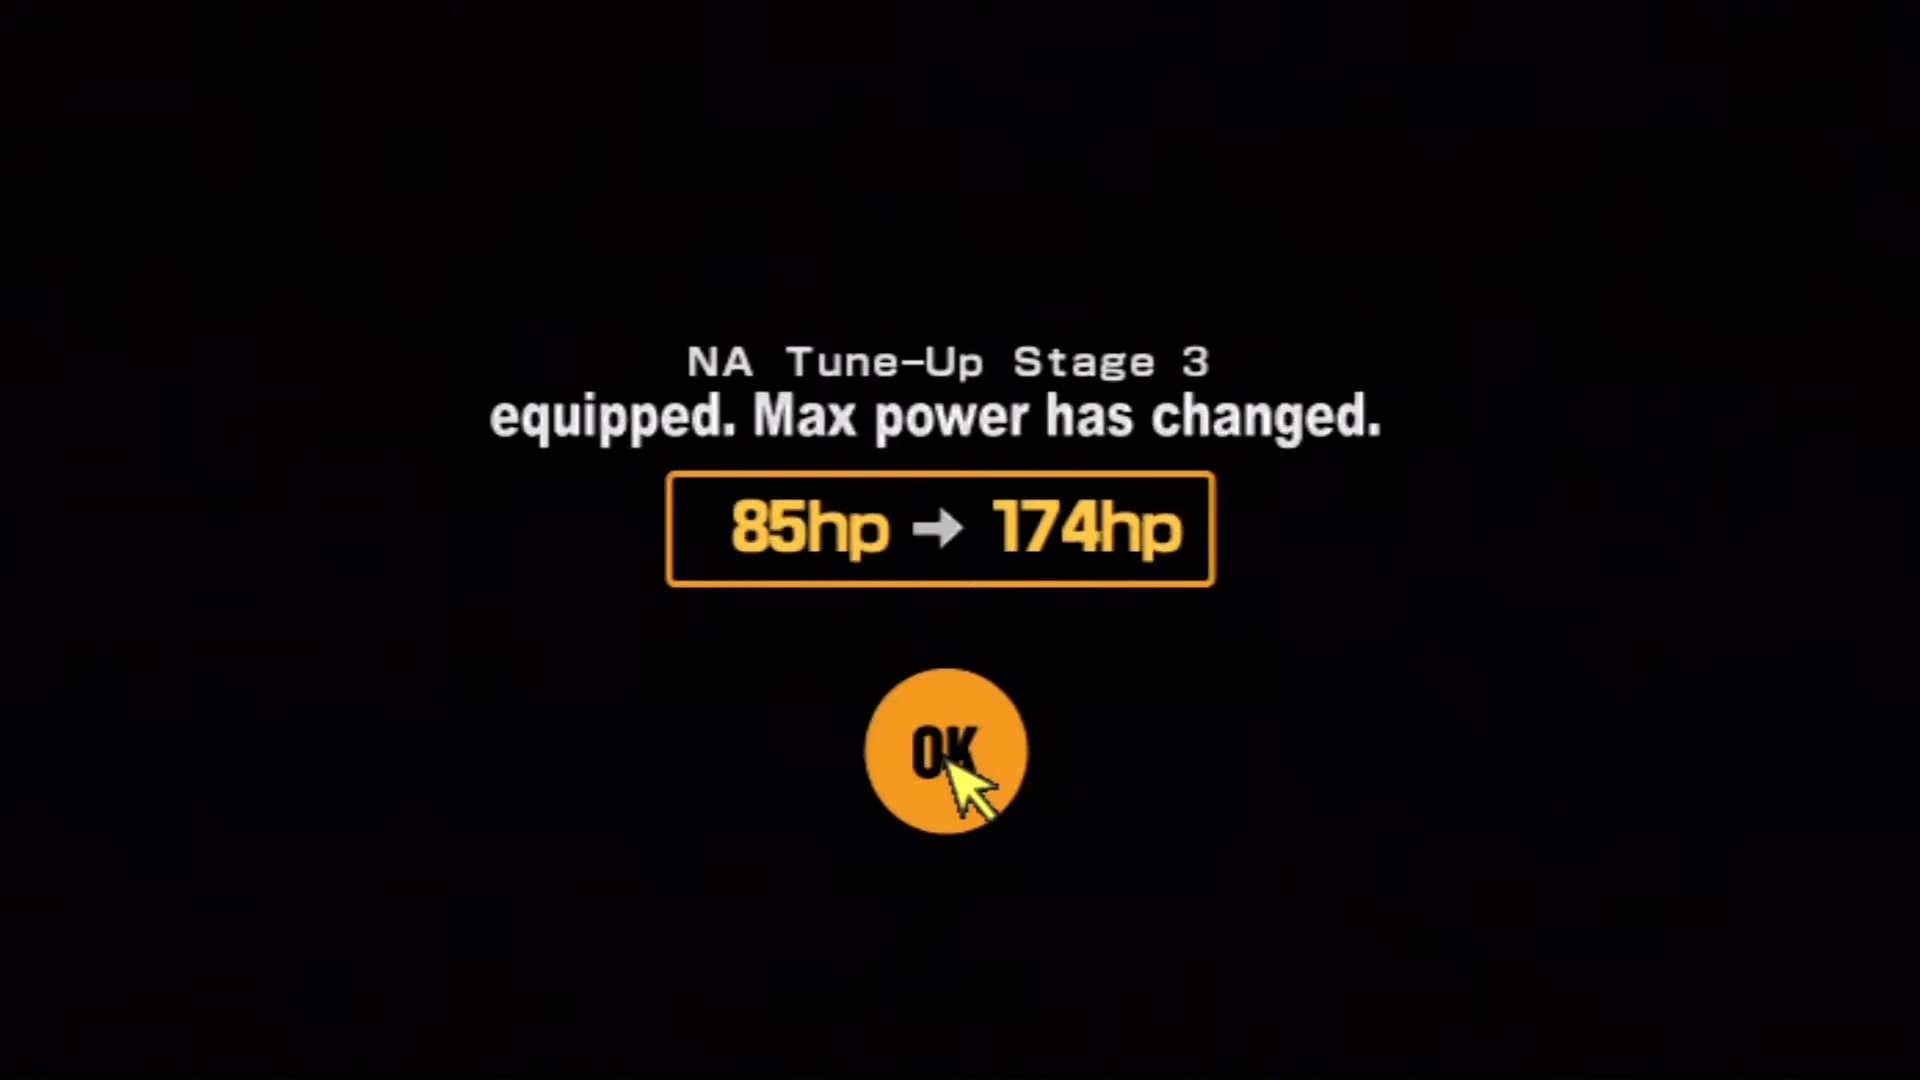 NA Tune-Up Stage 3
equipped. Max power has changed.
85hp → 174hp
OK